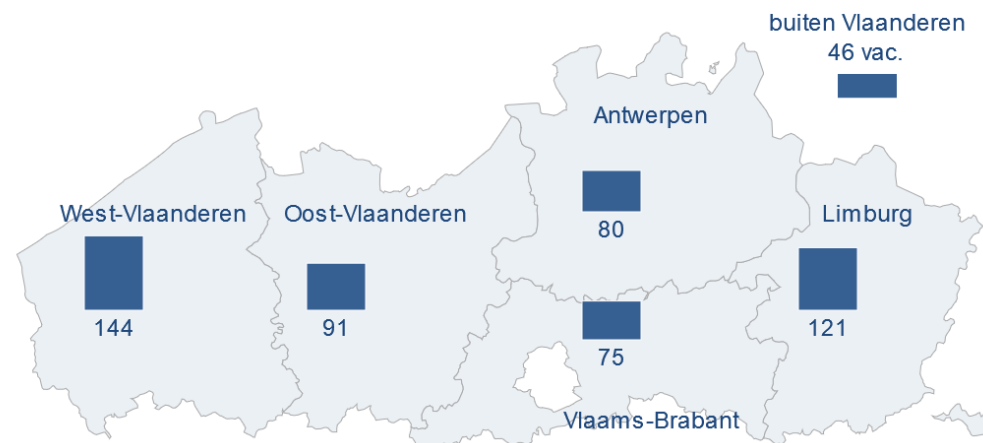 buiten Vlaanderen
46 vac.
Antwerpen
80
West-Vlaanderen
144
Oost-Vlaanderen
91
Limburg
121
75
Vlaams-Brabant